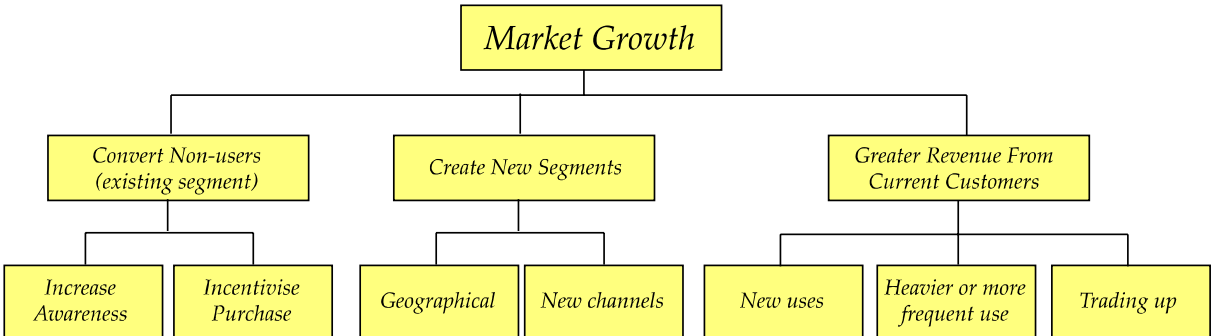 Market Growth
Convert Non-users
(existing segment)
Create New Segments
Greater Revenue From
Current Customers
Increase
Awareness
Incentivise
Purchase
Geographical
New channels
New uses
Heavier or more
frequent use
Trading up